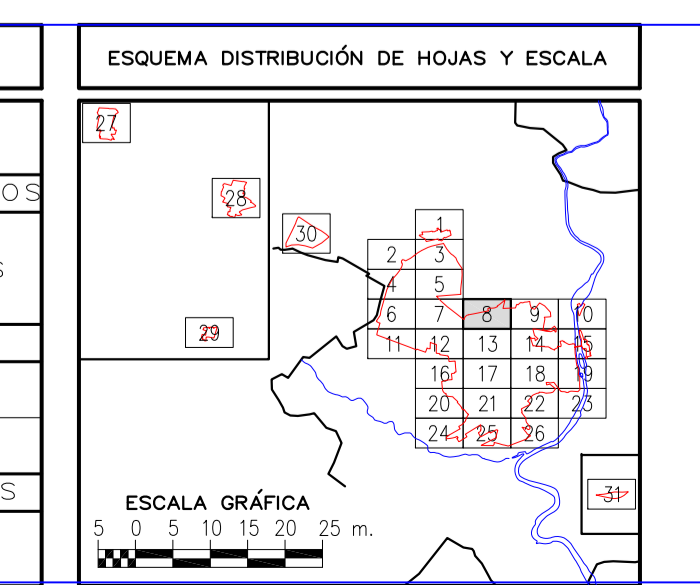 ESQUEMA DISTRIBUCIÓN DE HOJAS Y ESCALA
27
OS
28
1
30
2 3
S
4 5
6 7 8 9 10
29
11 12 13 14 15
16 17 18 19
20 21 22 23
24 25 26
S
31
ESCALA GRÁFICA
5 0 5 10 15 20 25 m.